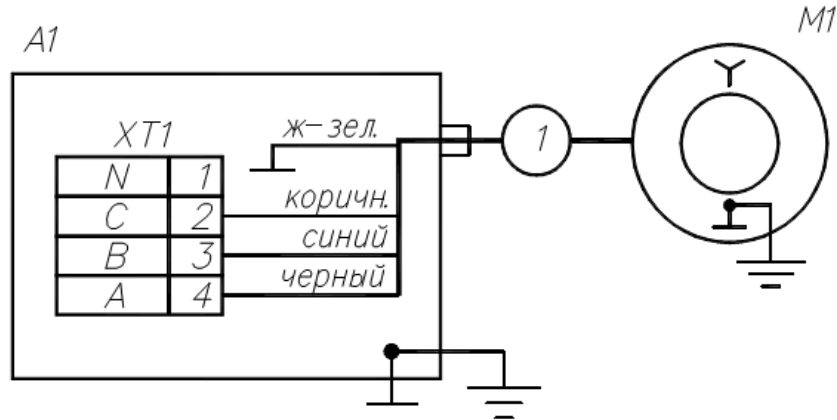 A1
M1
XT1
ж-зел.
N 1
коричн.
C 2
синий
B 3
черный
A 4
1